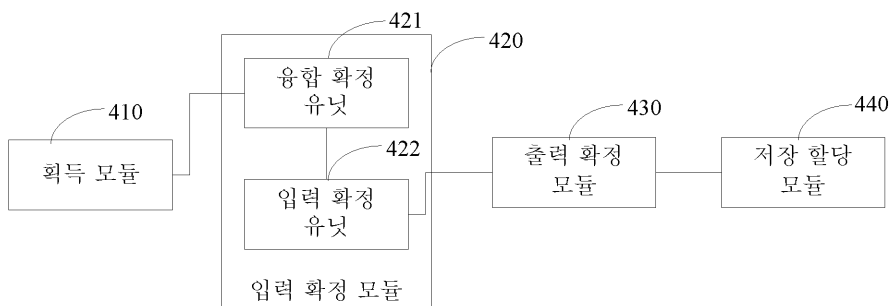 421
420
융합 확정
유닛
410
획득 모듈
422
입력 확정
유닛
입력 확정 모듈
430
출력 확정
모듈
440
저장 할당
모듈